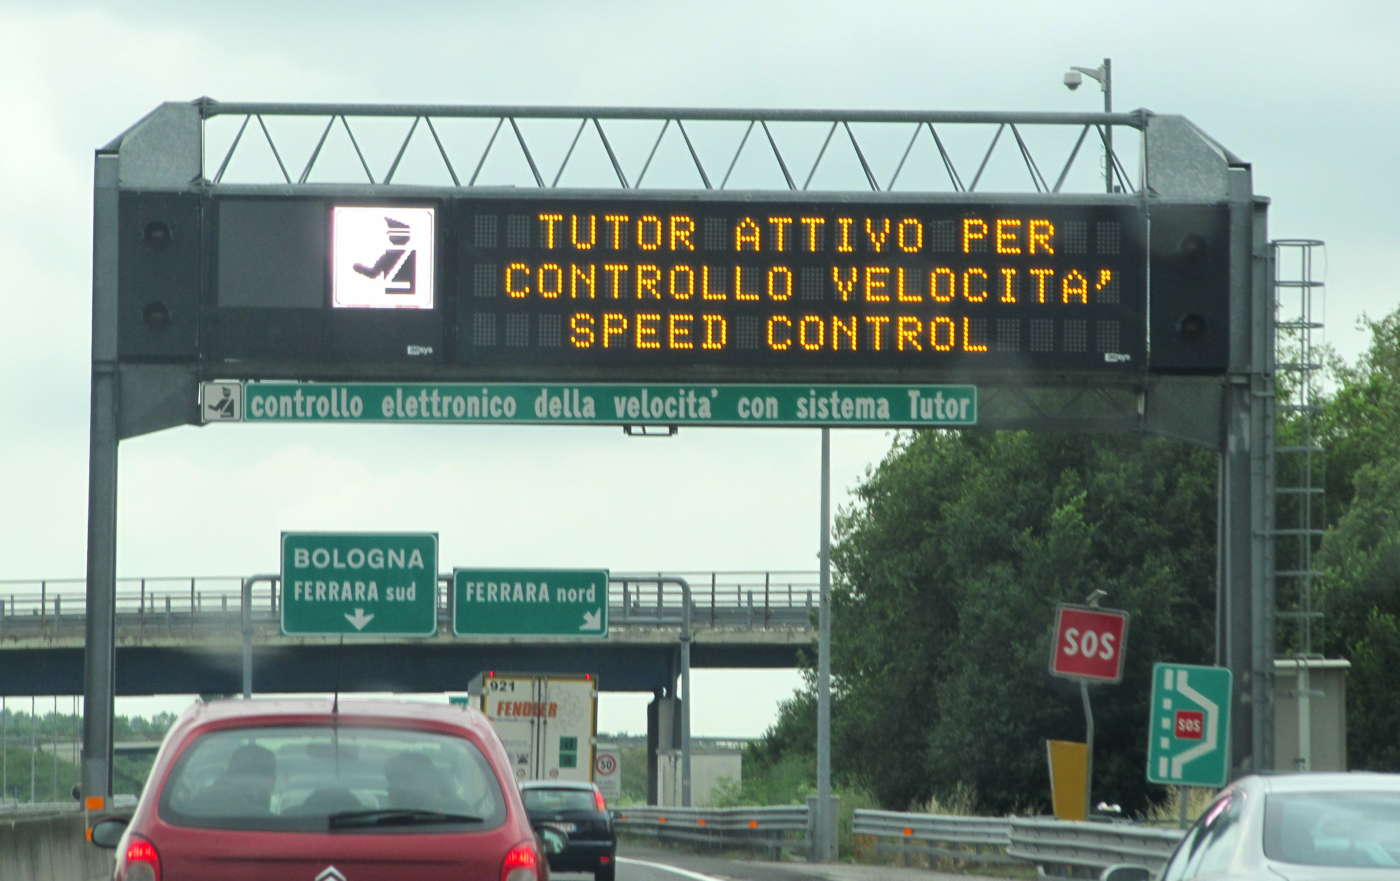 TUTOR ATTIVO PER
CONTROLLO VELOCITA'
SPEED CONTROL
controllo elettronico della velocita' con sistema Tutor
BOLOGNA
FERRARA sud
FERRARA nord
SOS
SOS
921
FENDLER
50